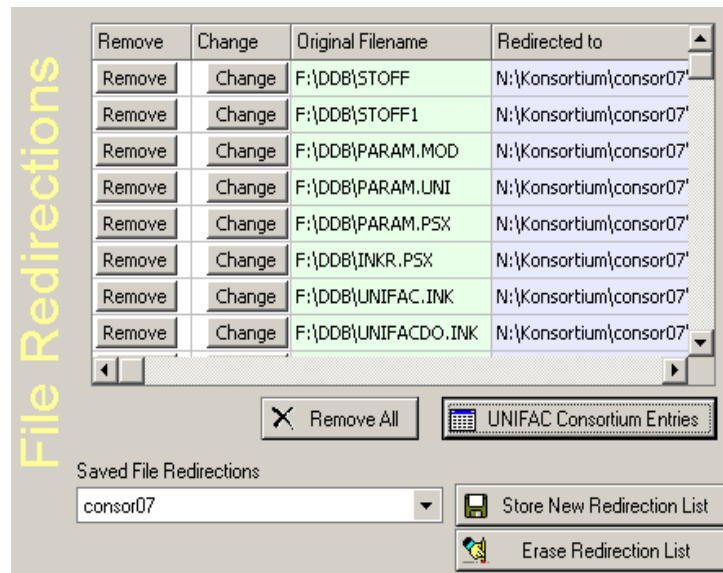 File Redirections
Remove Change Original Filename Redirected to
Remove Change F:\DDB\STOFF N:\Konsortium\consor07'
Remove Change F:\DDB\STOFF1 N:\Konsortium\consor07'
Remove Change F:\DDB\PARAM.MOD N:\Konsortium\consor07'
Remove Change F:\DDB\PARAM.UNI N:\Konsortium\consor07'
Remove Change F:\DDB\PARAM.PSX N:\Konsortium\consor07'
Remove Change F:\DDB\INKR.PSX N:\Konsortium\consor07'
Remove Change F:\DDB\UNIFAC.INK N:\Konsortium\consor07'
Remove Change F:\DDB\UNIFACDO.INK N:\Konsortium\consor07'
Remove All UNIFAC Consortium Entries
Saved File Redirections
consor07 Store New Redirection List
Erase Redirection List